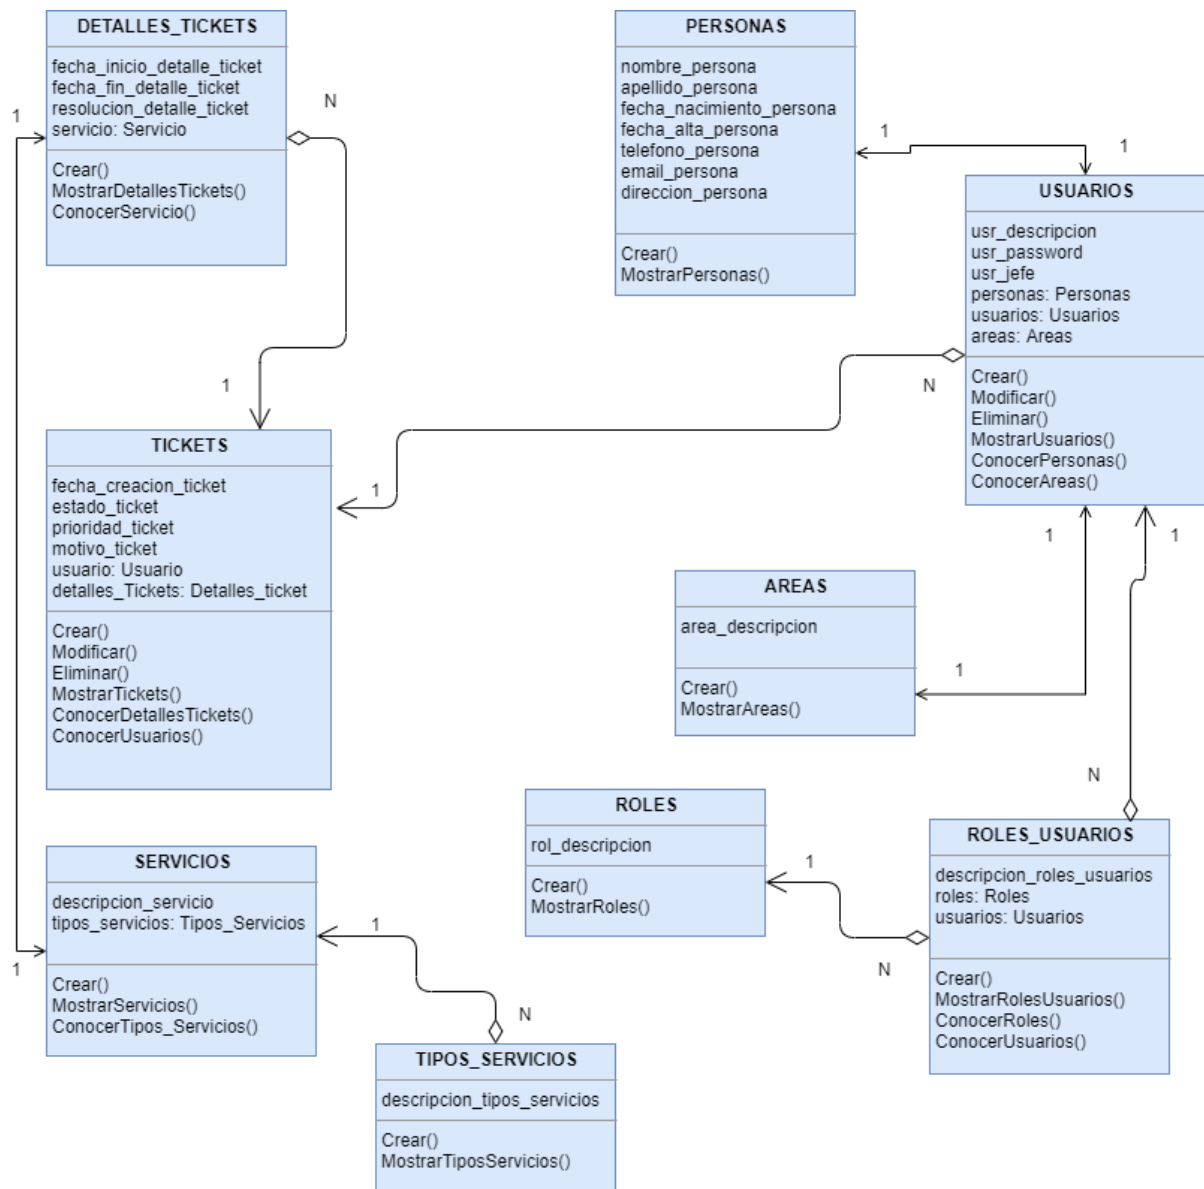 DETALLES_TICKETS
fecha_inicio_detalle_ticket
fecha_fin_detalle_ticket
resolucion_detalle_ticket
servicio: Servicio
Crear()
MostrarDetallesTickets()
ConocerServicio()
1
N
1
PERSONAS
nombre_persona
apellido_persona
fecha_nacimiento_persona
fecha_alta_persona
telefono_persona
email_persona
direccion_persona
Crear()
MostrarPersonas()
1
1
USUARIOS
usr_descripcion
usr_password
usr_jefe
personas: Personas
usuarios: Usuarios
areas: Areas
Crear()
Modificar()
Eliminar()
MostrarUsuarios()
ConocerPersonas()
ConocerAreas()
N
1
1
1
TICKETS
fecha_creacion_ticket
estado_ticket
prioridad_ticket
motivo_ticket
usuario: Usuario
detalles_Tickets: Detalles_ticket
Crear()
Modificar()
Eliminar()
MostrarTickets()
ConocerDetallesTickets()
ConocerUsuarios()
AREAS
area_descripcion
Crear()
MostrarAreas()
1
N
ROLES
rol_descripcion
Crear()
MostrarRoles()
1
N
ROLES_USUARIOS
descripcion_roles_usuarios
roles: Roles
usuarios: Usuarios
Crear()
MostrarRolesUsuarios()
ConocerRoles()
ConocerUsuarios()
SERVICIOS
descripcion_servicio
tipos_servicios: Tipos_Servicios
Crear()
MostrarServicios()
ConocerTipos_Servicios()
1
1
N
TIPOS_SERVICIOS
descripcion_tipos_servicios
Crear()
MostrarTiposServicios()